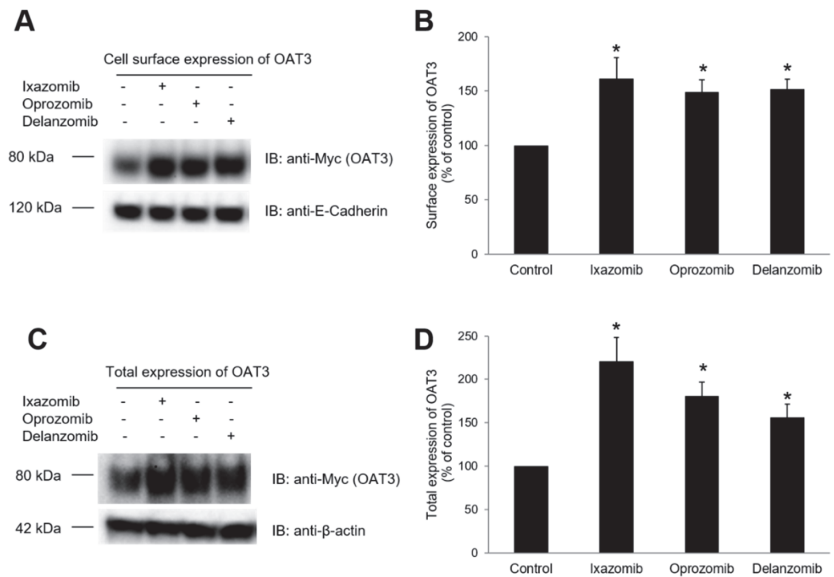 A
Cell surface expression of OAT3
Ixazomib - + - -
Oprozomib - - + -
Delanzomib - - - +
80 kDa
IB: anti-Myc (OAT3)
120 kDa
IB: anti-E-Cadherin
B
Surface expression of OAT3
(% of control)
200
150
100
50
0
* * *
Control Ixazomib Oprozomib Delanzomib
C
Total expression of OAT3
Ixazomib - + - -
Oprozomib - - + -
Delanzomib - - - +
80 kDa
IB: anti-Myc (OAT3)
42 kDa
IB: anti-β-actin
D
Total expression of OAT3
(% of control)
250
200
150
100
50
0
* * *
Control Ixazomib Oprozomib Delanzomib